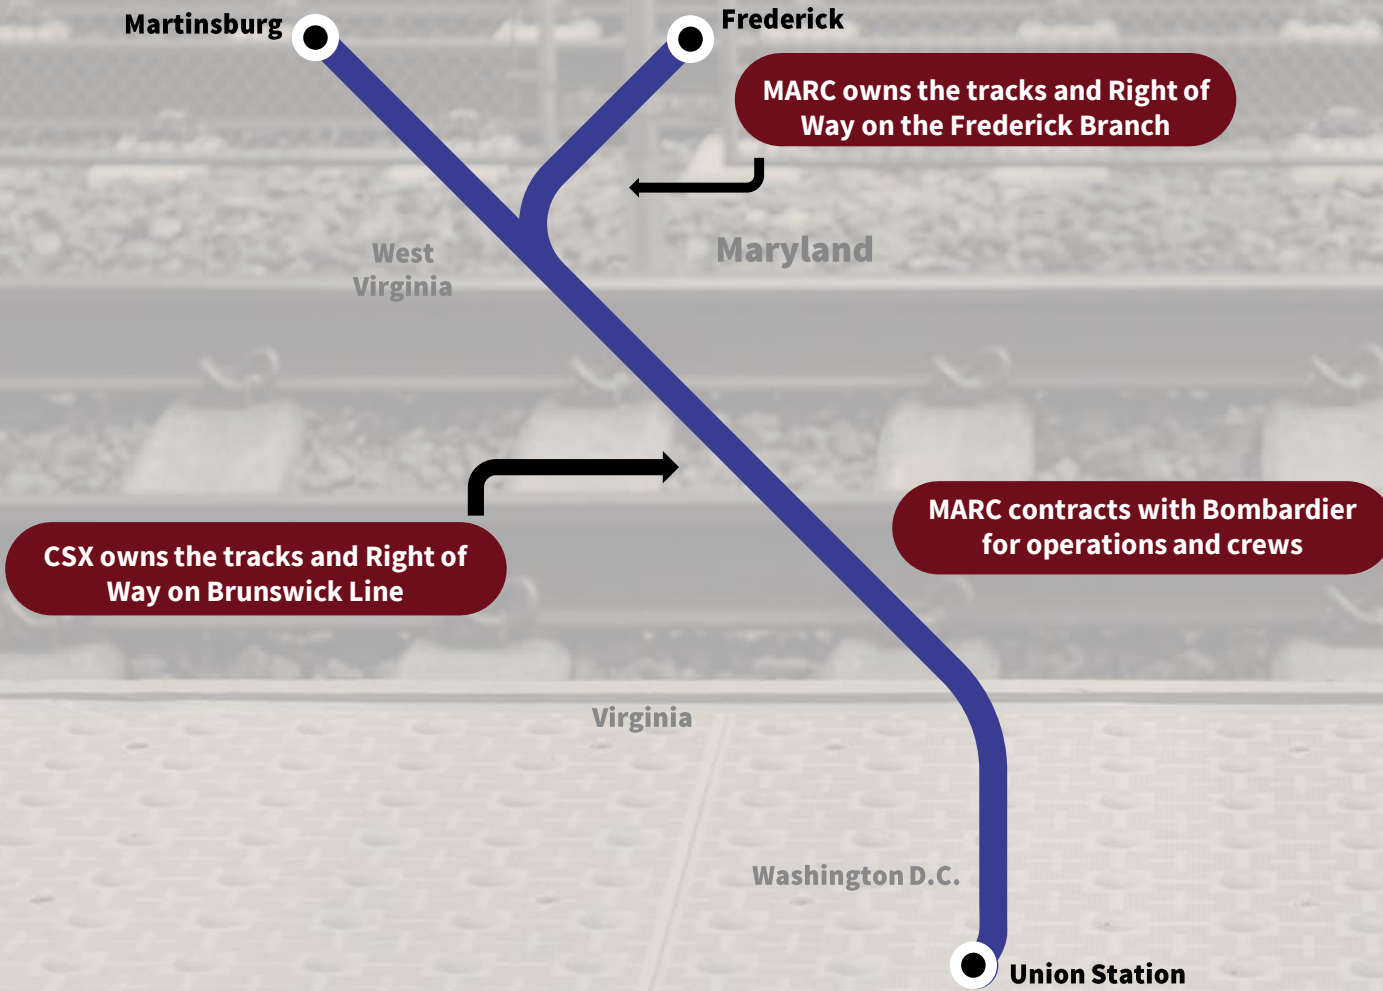 Martinsburg
Frederick
MARC owns the tracks and Right of
Way on the Frederick Branch
West
Virginia
Maryland
CSX owns the tracks and Right of
Way on Brunswick Line
MARC contracts with Bombardier
for operations and crews
Virginia
Washington D.C.
Union Station